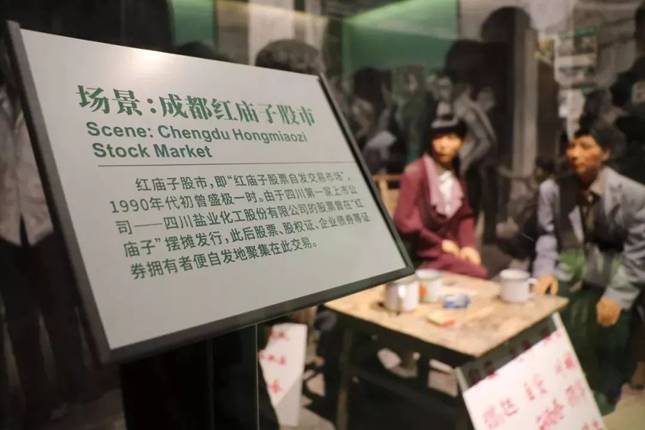 场景：成都红庙子股市
Scene: Chengdu Hongmiaozi
Stock Market
红庙子股市，即“红庙子股票自发交易市场”，
1990年代初曾盛极一时。由于四川第一家上市公
司——四川盐业化工股份有限公司的股票曾在“红
庙子”摆摊发行，此后股票、股权证、企业债券等证
券拥有者便自发地聚集在此交易。